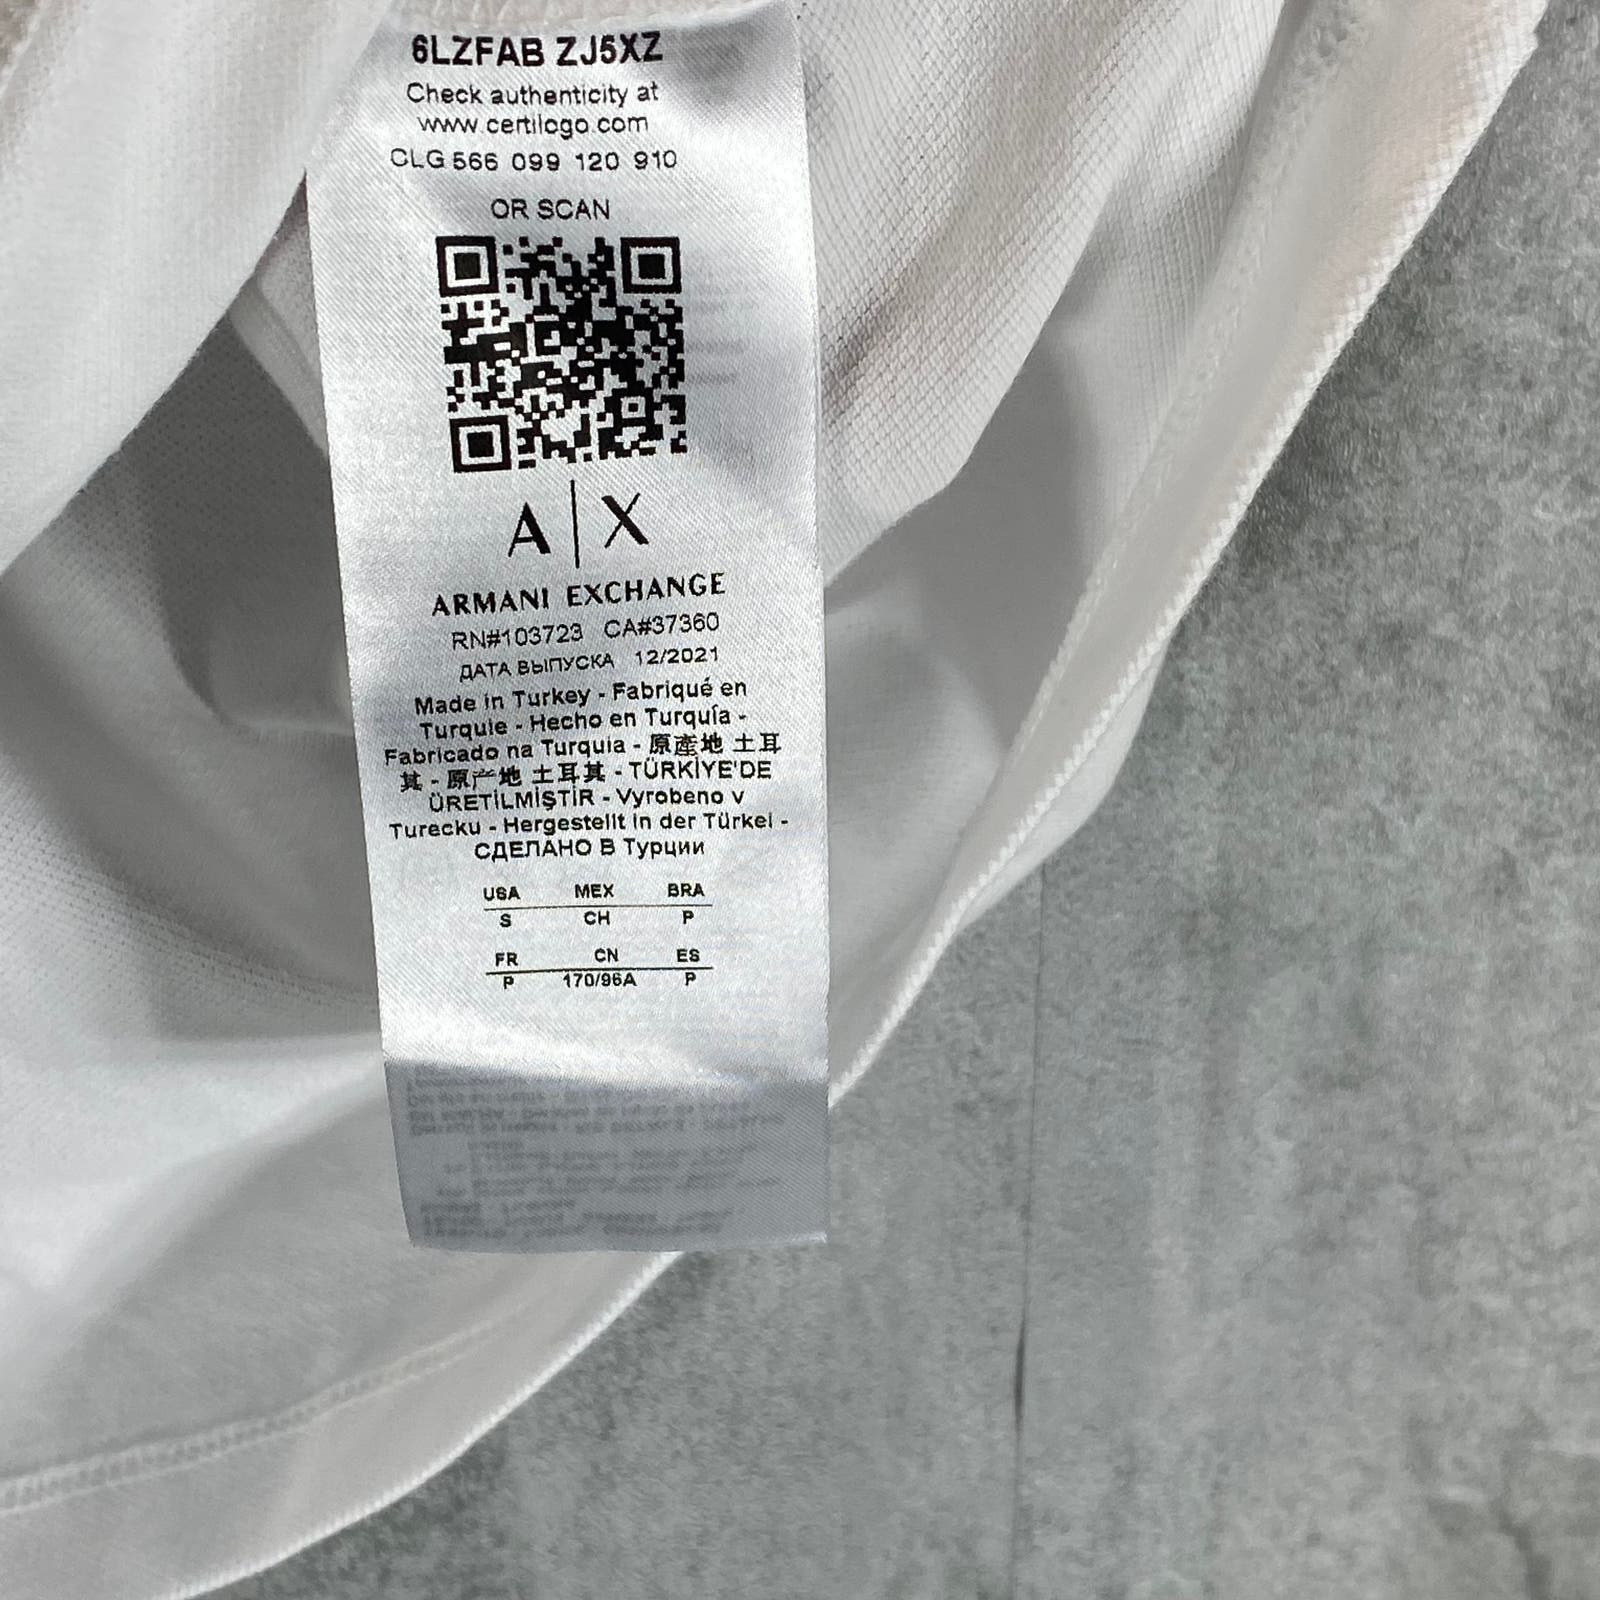 6LZFAB ZJ5XZ
Check authenticity at
www.certilogo.com
CLG 566 099 120 910
OR SCAN
A|X
ARMANI EXCHANGE
RN#103723 CA#37360
ДАТА ВЫПУСКА 12/2021
Made in Turkey - Fabriqué en
Turquie - Hecho en Turquía -
Fabricado na Turquia - 原產地 土耳
其 - 原产地 土耳其 - TÜRKİYE'DE
ÜRETİLMİŞTİR - Vyrobeno v
Turecku - Hergestellt in der Türkei -
СДЕЛАНО В Турции
USA MEX BRA
S CH P
FR CN ES
P 170/96A P